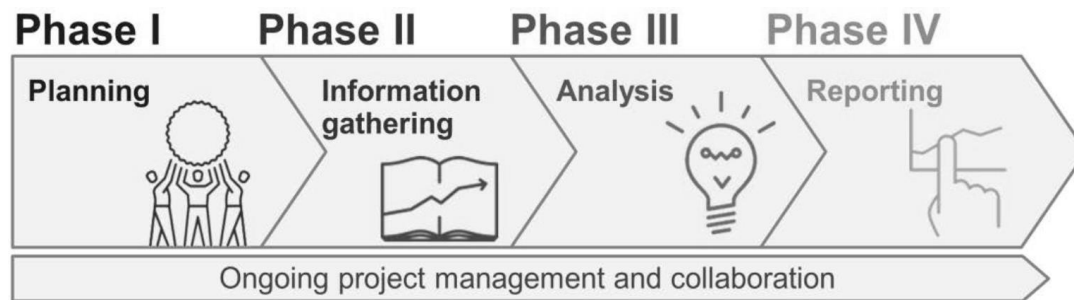 Phase I
Phase II
Phase III
Phase IV
Planning
Information
gathering
Analysis
Reporting
Ongoing project management and collaboration